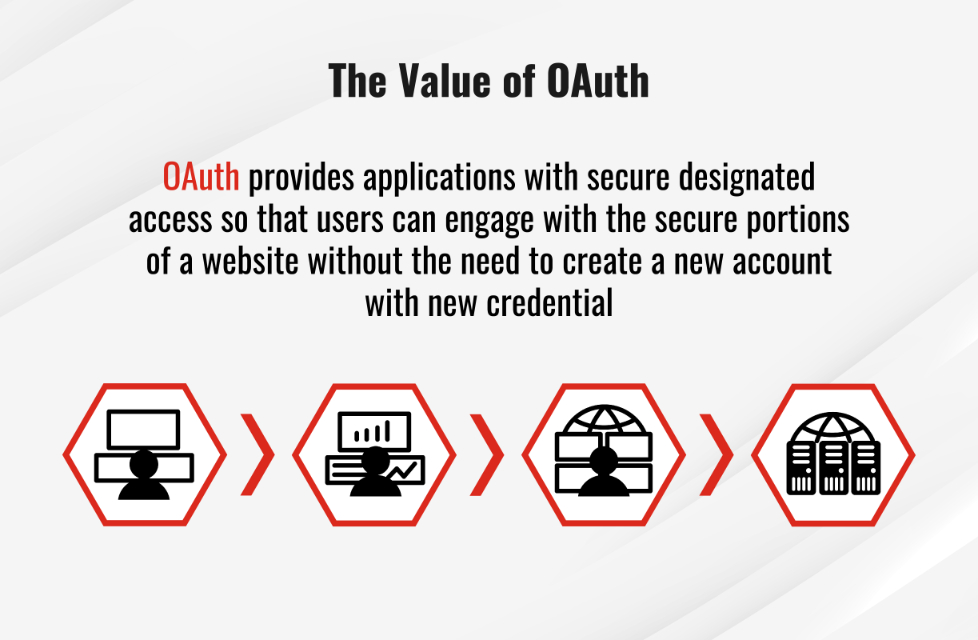 The Value of OAuth
OAuth provides applications with secure designated
access so that users can engage with the secure portions
of a website without the need to create a new account
with new credential